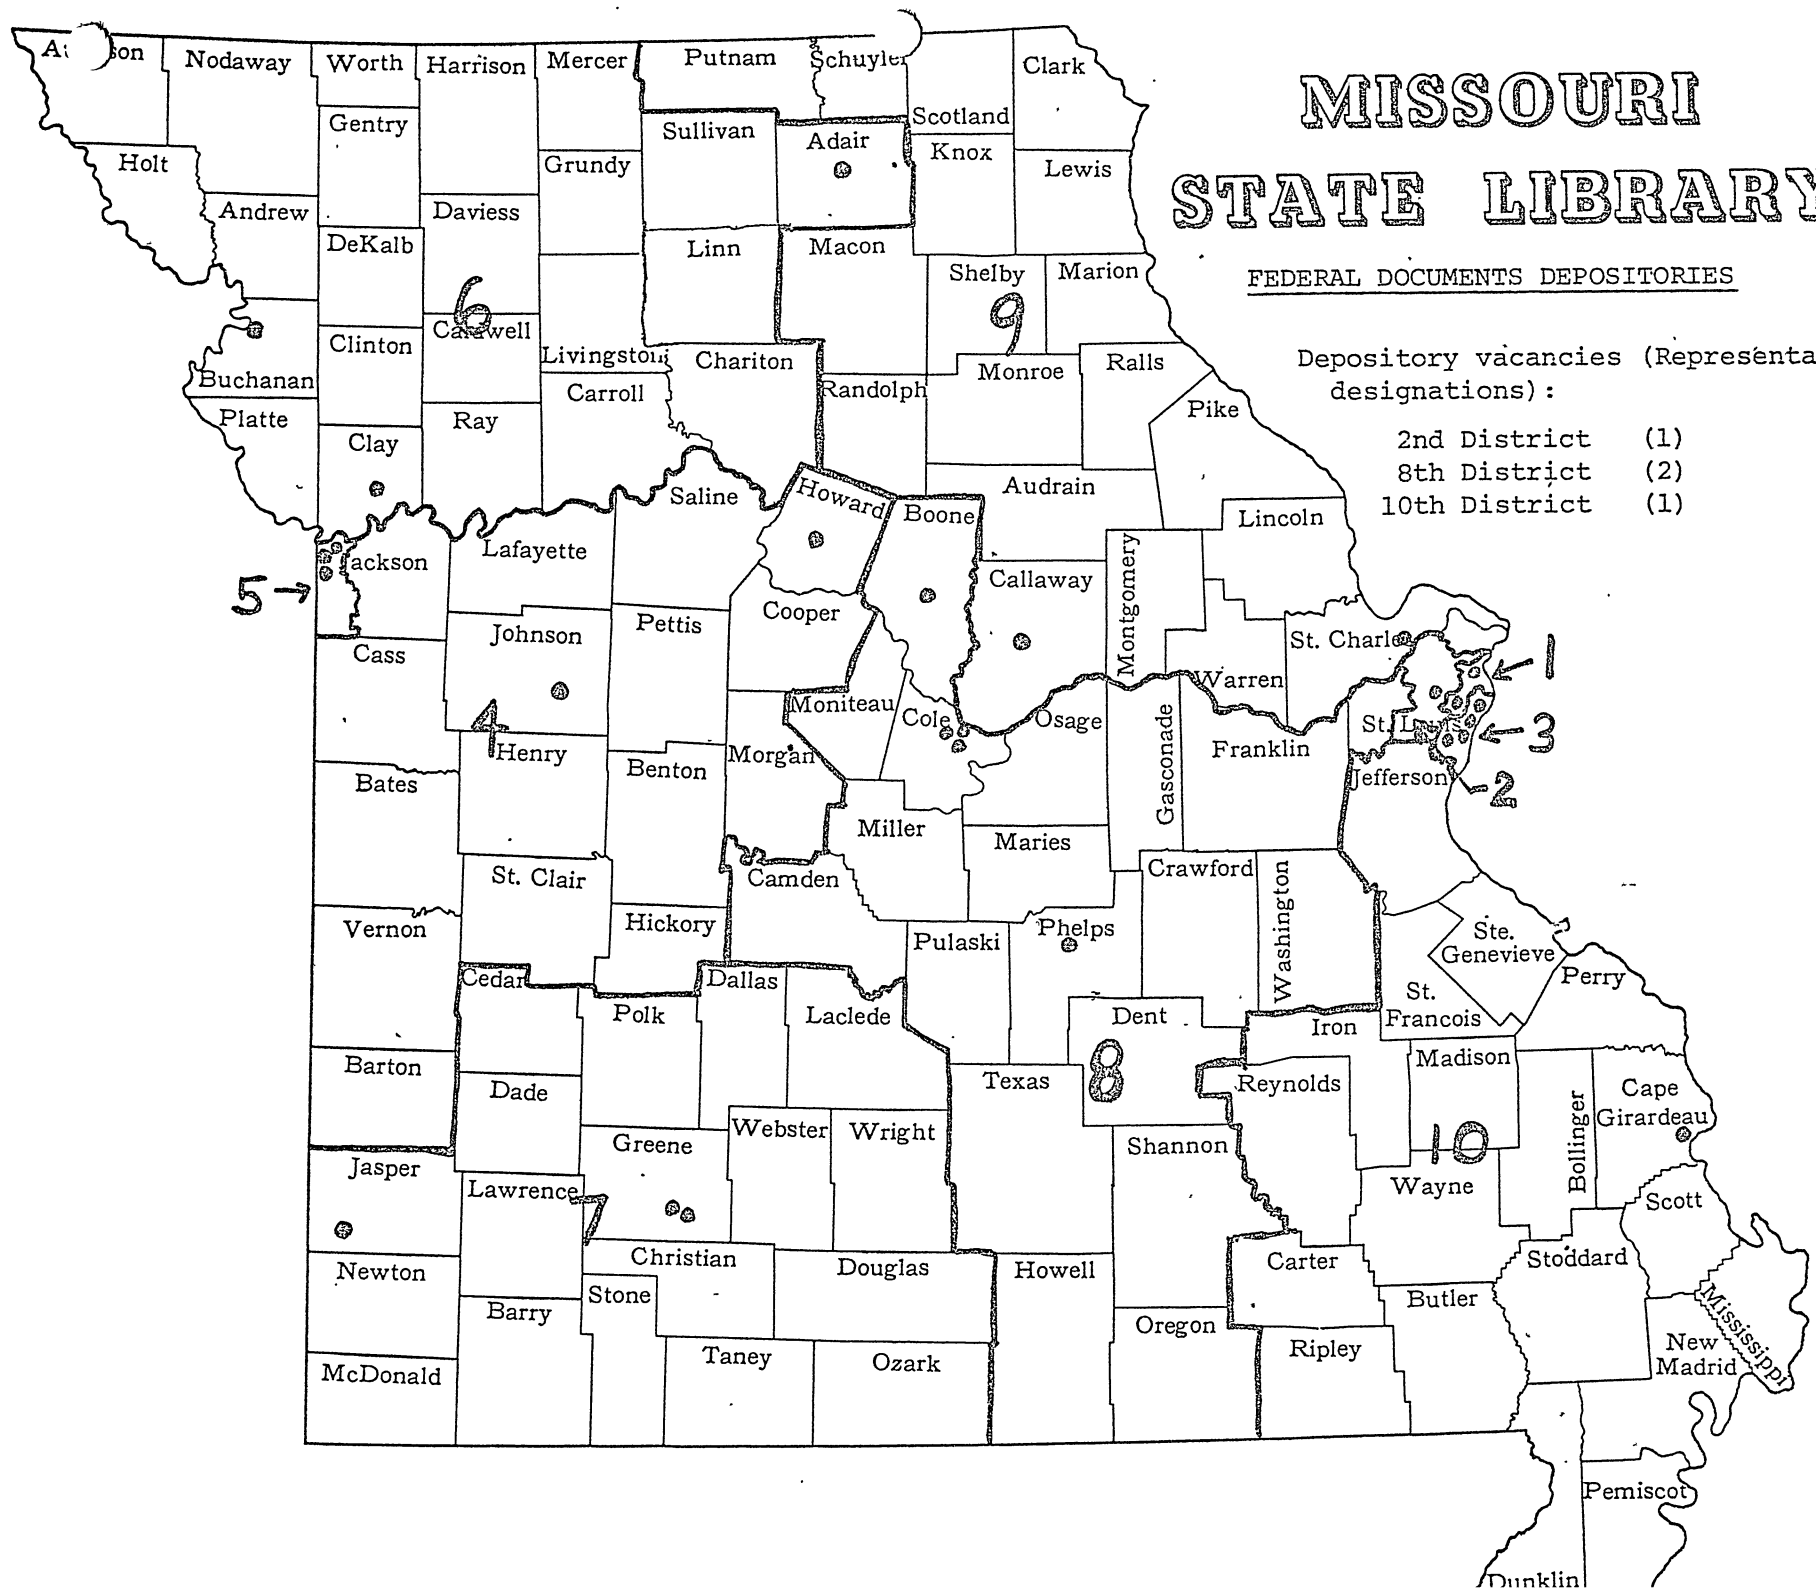 MISSOURI
STATE LIBRARY
FEDERAL DOCUMENTS DEPOSITORIES
Depository vacancies (Representa
designations):
2nd District (1)
8th District (2)
10th District (1)
son
Nodaway
Worth
Harrison
Mercer
Putnam
Schuyler
Scotland
Clark
Gentry
Sullivan
Adair
Knox
Lewis
Holt
Grundy
Andrew
Daviess
DeKalb
Linn
Macon
Shelby
Marion
6
9
Clinton
Livingston
Chariton
Monroe
Ralls
Buchanan
Carroll
Randolph
Pike
Platte
Ray
Clay
Saline
Howard
Boone
Audrain
Lincoln
5
ackson
Lafayette
Callaway
Montgomery
Cooper
Johnson
Pettis
St. Charles
1
Cass
Warren
4
Moniteau
Cole
Osage
St. Louis
3
Henry
Morgan
Gasconade
Franklin
Bates
Benton
Jefferson
2
Miller
Maries
St. Clair
Camden
Crawford
Washington
Vernon
Hickory
Pulaski
Phelps
Ste.
Genevieve
Cedar
Dallas
Perry
Polk
Laclede
Dent
Iron
St.
Francois
Barton
Dade
Texas
8
Reynolds
Madison
Cape
Girardeau
Greene
Webster
Wright
Shannon
10
Bollinger
Jasper
Lawrence
7
Wayne
Scott
Newton
Christian
Douglas
Howell
Carter
Stoddard
Barry
Stone
Oregon
Butler
Mississippi
McDonald
Taney
Ozark
Ripley
New
Madrid
Pemiscot
Dunklin